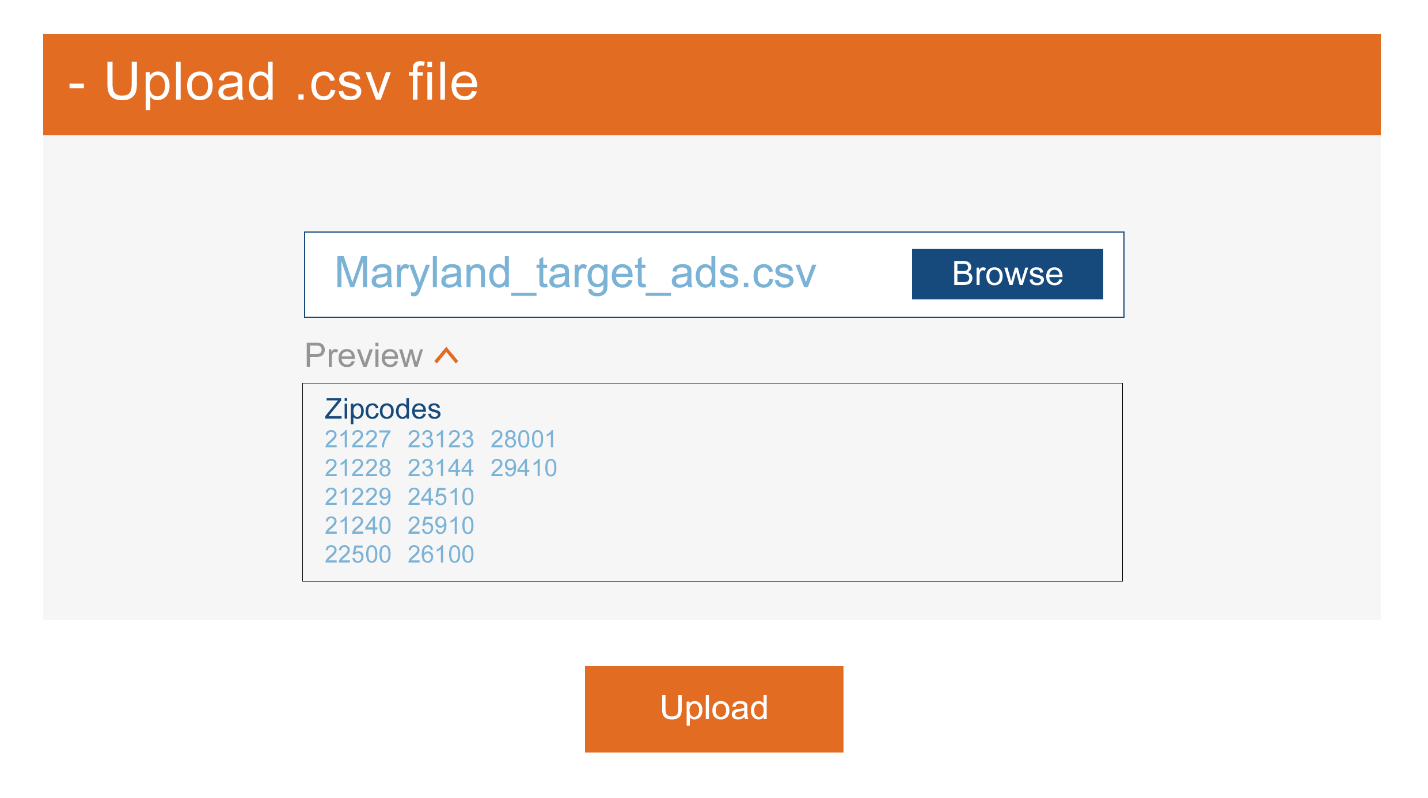 - Upload .csv file
Maryland_target_ads.csv
Browse
Preview
Zipcodes
21227 23123 28001
21228 23144 29410
21229 24510
21240 25910
22500 26100
Upload